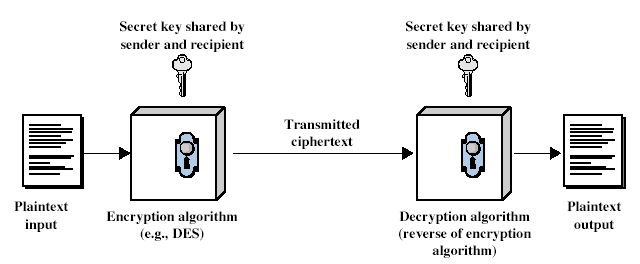 Secret key shared by
sender and recipient
Secret key shared by
sender and recipient
Transmitted
ciphertext
Plaintext
input
Encryption algorithm
(e.g., DES)
Decryption algorithm
(reverse of encryption
algorithm)
Plaintext
output